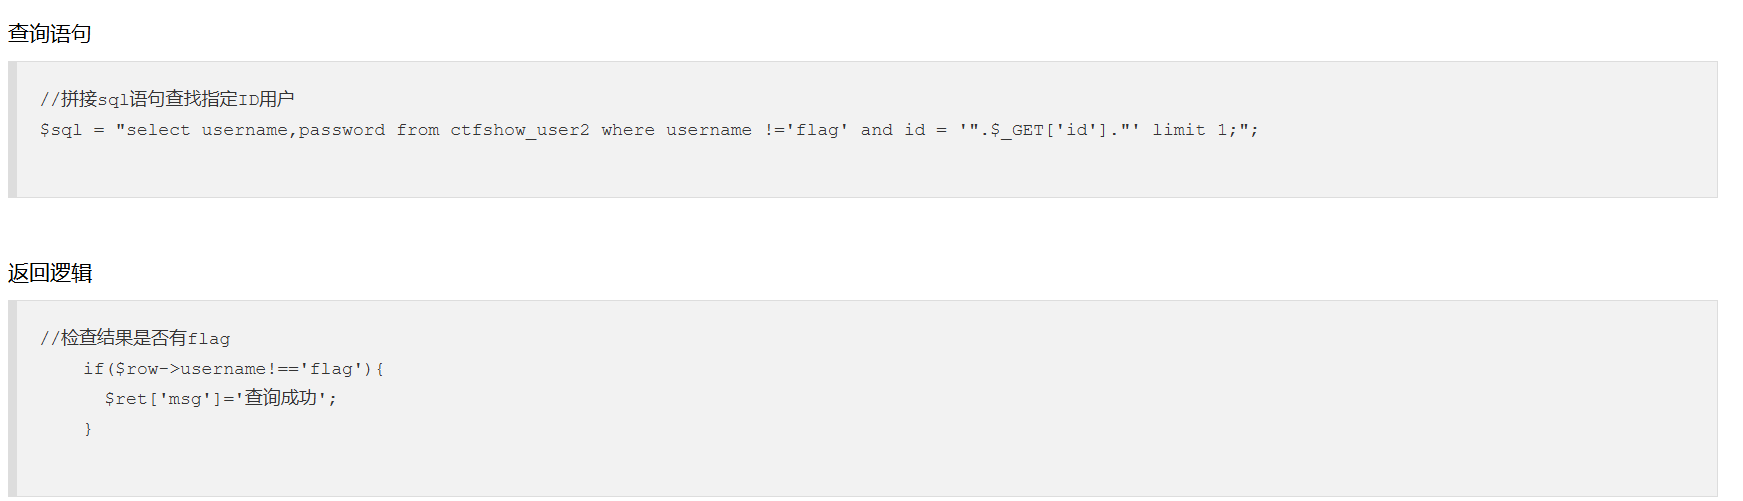 查询语句
//拼接sql语句查找指定ID用户
$sql = "select username,password from ctfshow_user2 where username !='flag' and id = '".$_GET['id']."' limit 1;";
返回逻辑
//检查结果是否有flag
if($row->username!=='flag'){
$ret['msg']='查询成功';
}